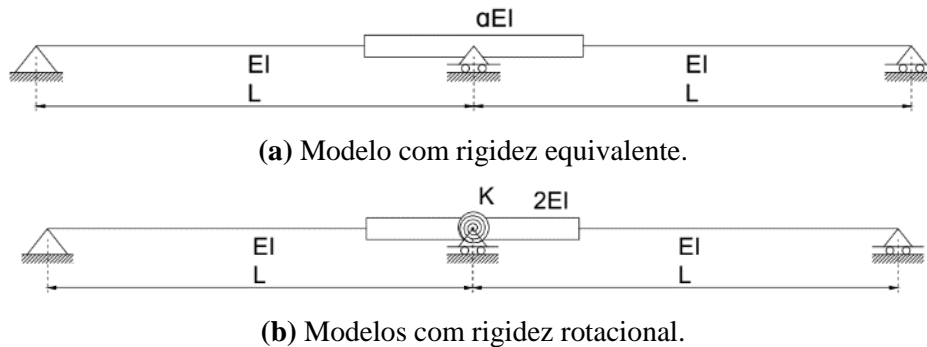 αEI
EI EI
L L
(a) Modelo com rigidez equivalente.
K 2EI
EI EI
L L
(b) Modelos com rigidez rotacional.